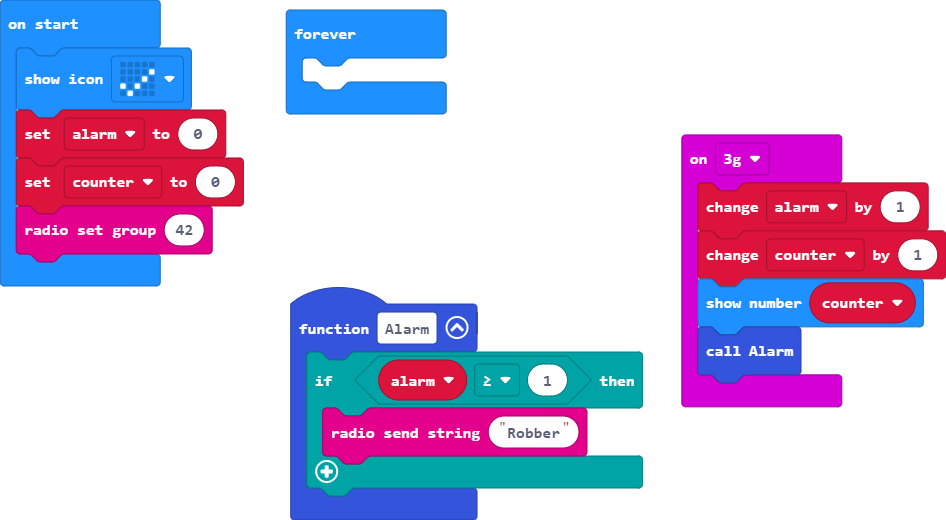 on start
show icon
set alarm to 0
set counter to 0
radio set group 42
forever
function Alarm
if alarm ≥ 1 then
radio send string "Robber"
on 3g
change alarm by 1
change counter by 1
show number counter
call Alarm